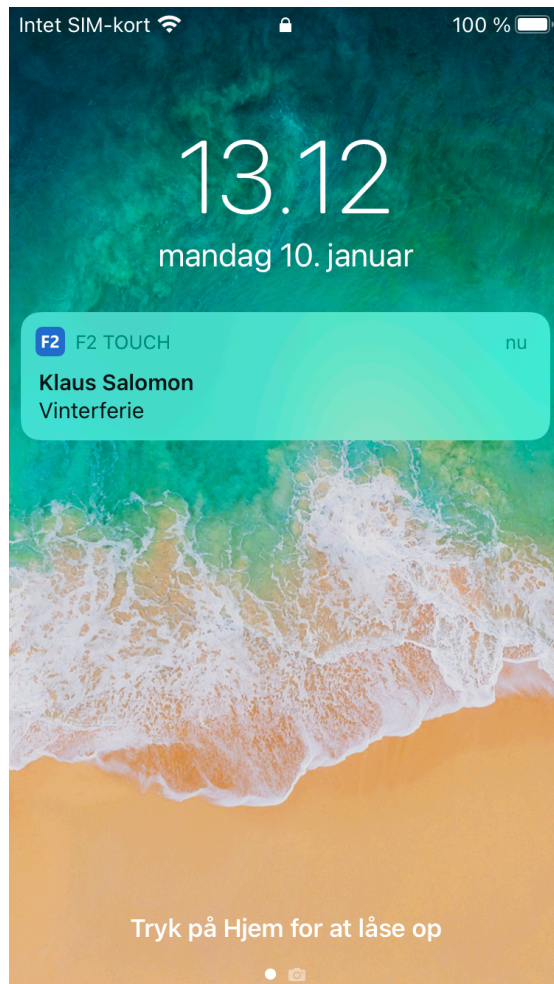 Intet SIM-kort 100 %
13.12
mandag 10. januar
F2 F2 TOUCH nu
Klaus Salomon
Vinterferie
Tryk på Hjem for at låse op